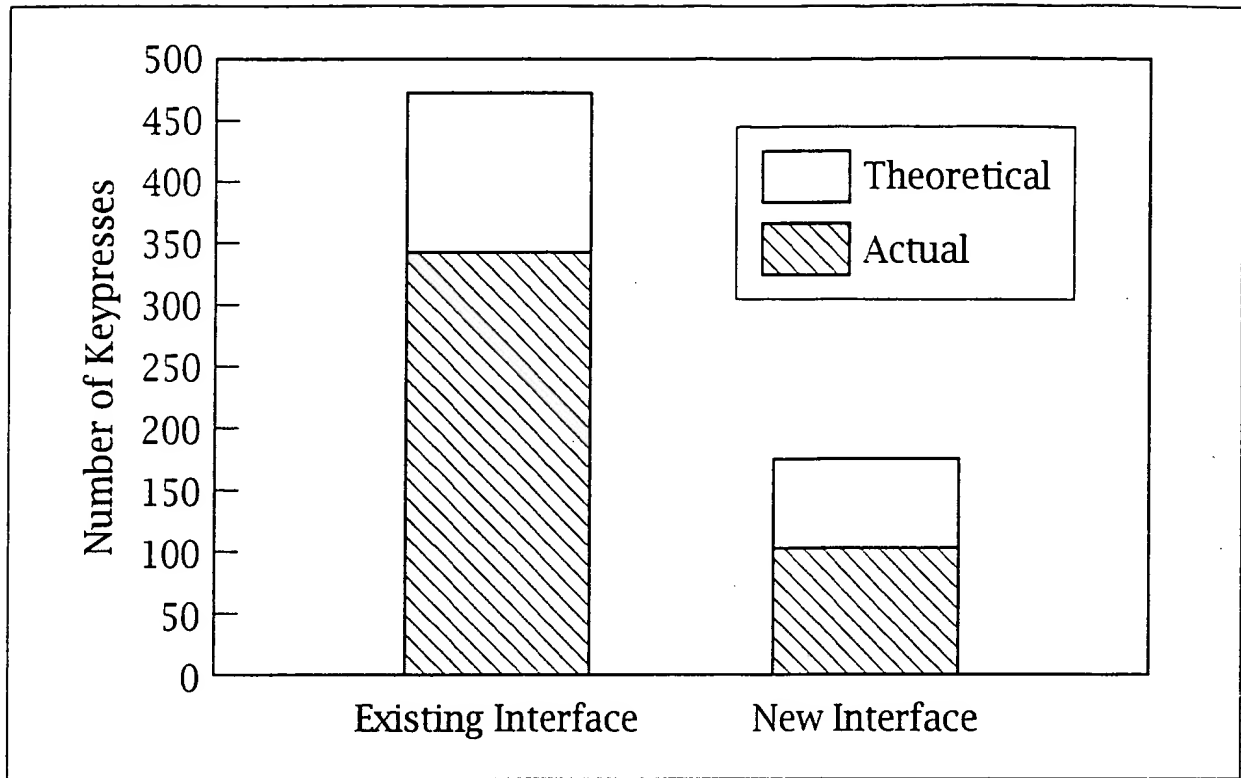 Number of Keypresses
500
450
400
350
300
250
200
150
100
50
0
Theoretical
Actual
Existing Interface
New Interface